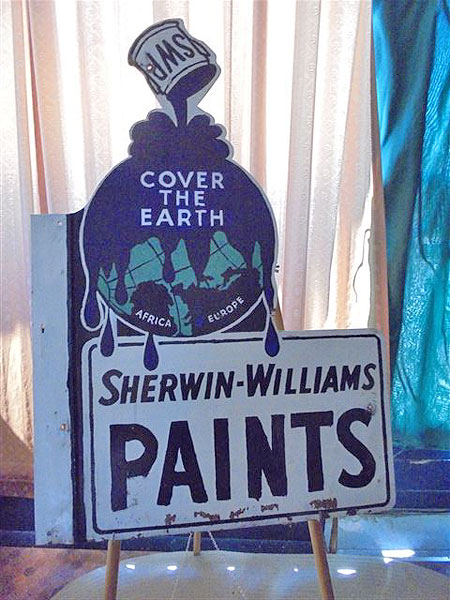 SWP
COVER
THE
EARTH
AFRICA
EUROPE
SHERWIN-WILLIAMS
PAINTS